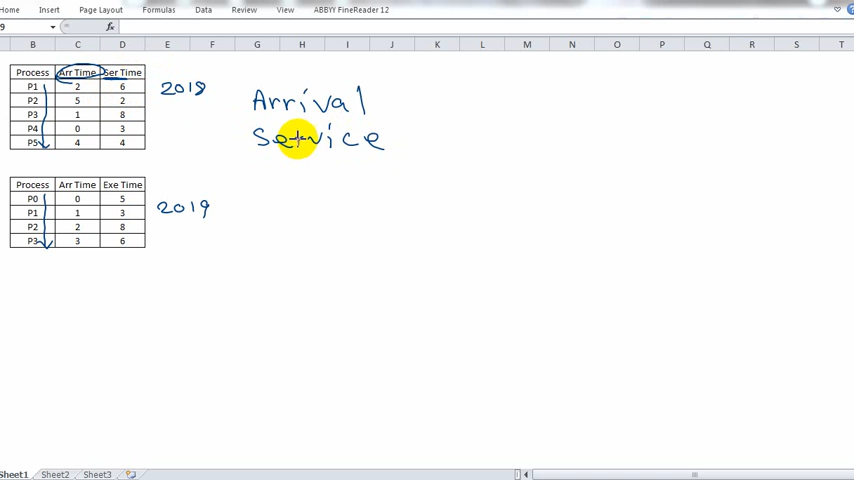 Home Insert Page Layout Formulas Data Review View ABBYY FineReader 12
9 fx
B C D E F G H I J K L M N O P Q R S T
Process Arr Time Ser Time
P1 2 6 2018
P2 5 2
P3 1 8
P4 0 3
P5 4 4
Arrival
Service
Process Arr Time Exe Time
P0 0 5
P1 1 3 2019
P2 2 8
P3 3 6
Sheet1 Sheet2 Sheet3